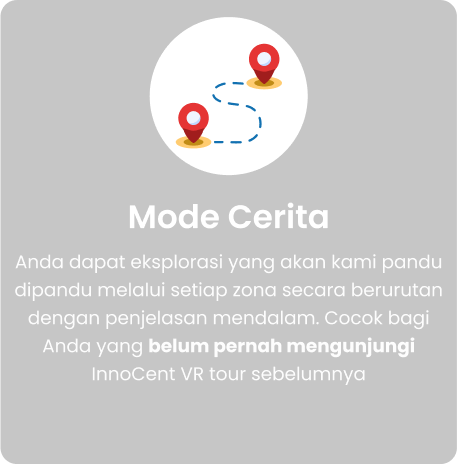 Mode Cerita
Anda dapat eksplorasi yang akan kami pandu
dipandu melalui setiap zona secara berurutan
dengan penjelasan mendalam. Cocok bagi
Anda yang belum pernah mengunjungi
InnoCent VR tour sebelumnya